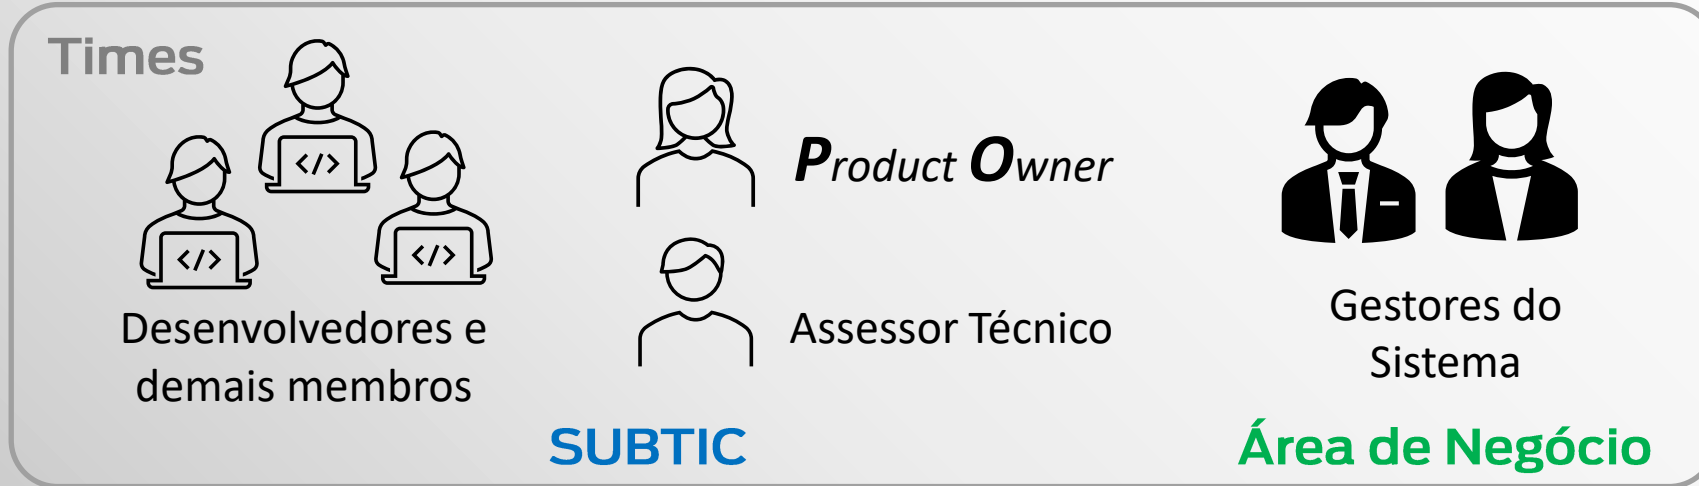 Times
</>
</>
</>
Desenvolvedores e
demais membros
Product Owner
Assessor Técnico
SUBTIC
Gestores do
Sistema
Área de Negócio